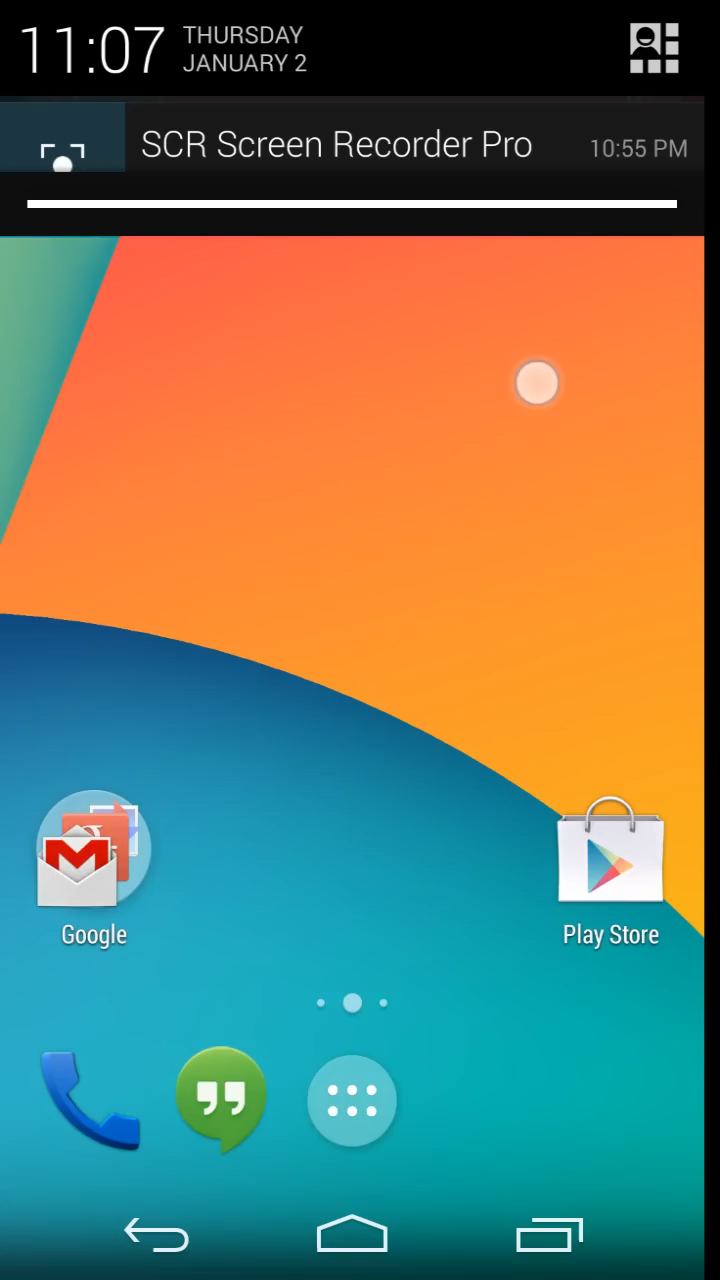 11:07
THURSDAY
JANUARY 2
SCR Screen Recorder Pro
10:55 PM
Google
Play Store